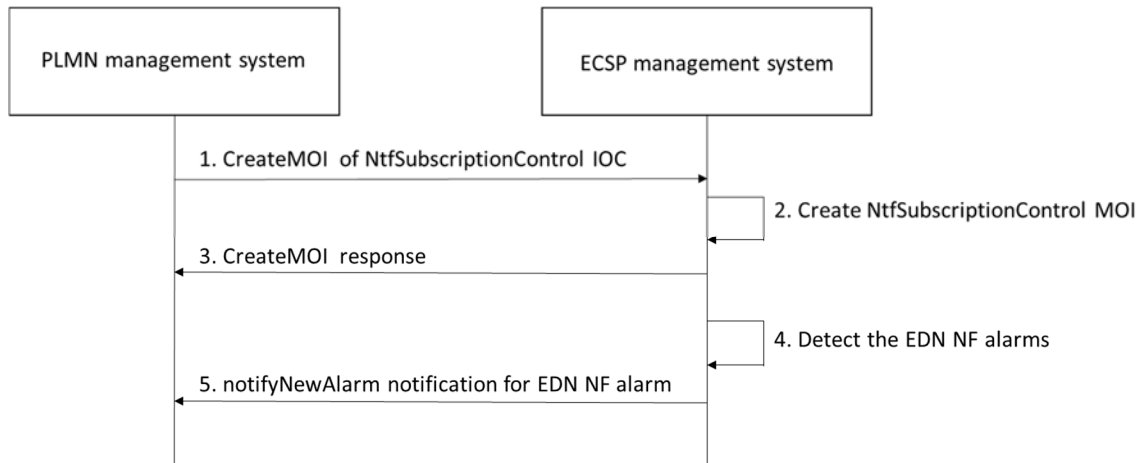 PLMN management system
ECSP management system
1. CreateMOI of NtfSubscriptionControl IOC
2. Create NtfSubscriptionControl MOI
3. CreateMOI response
4. Detect the EDN NF alarms
5. notifyNewAlarm notification for EDN NF alarm